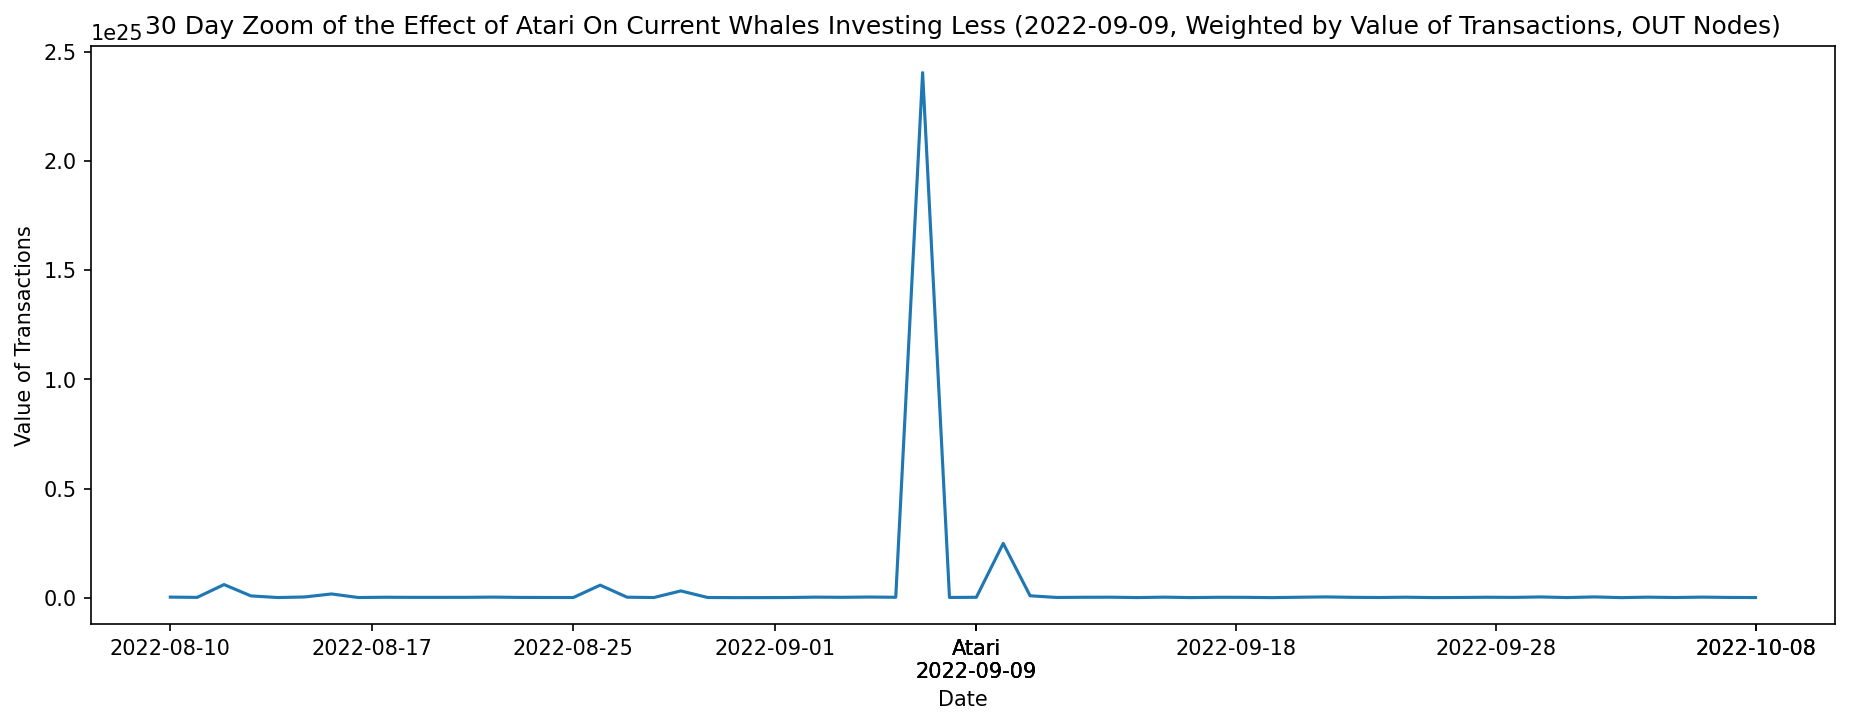 30 Day Zoom of the Effect of Atari On Current Whales Investing Less (2022-09-09, Weighted by Value of Transactions, OUT Nodes)
1e25
2.5
2.0
1.5
1.0
0.5
0.0
Value of Transactions
2022-08-10 2022-08-17 2022-08-25 2022-09-01 Atari 2022-09-18 2022-09-28 2022-10-08
2022-09-09
Date